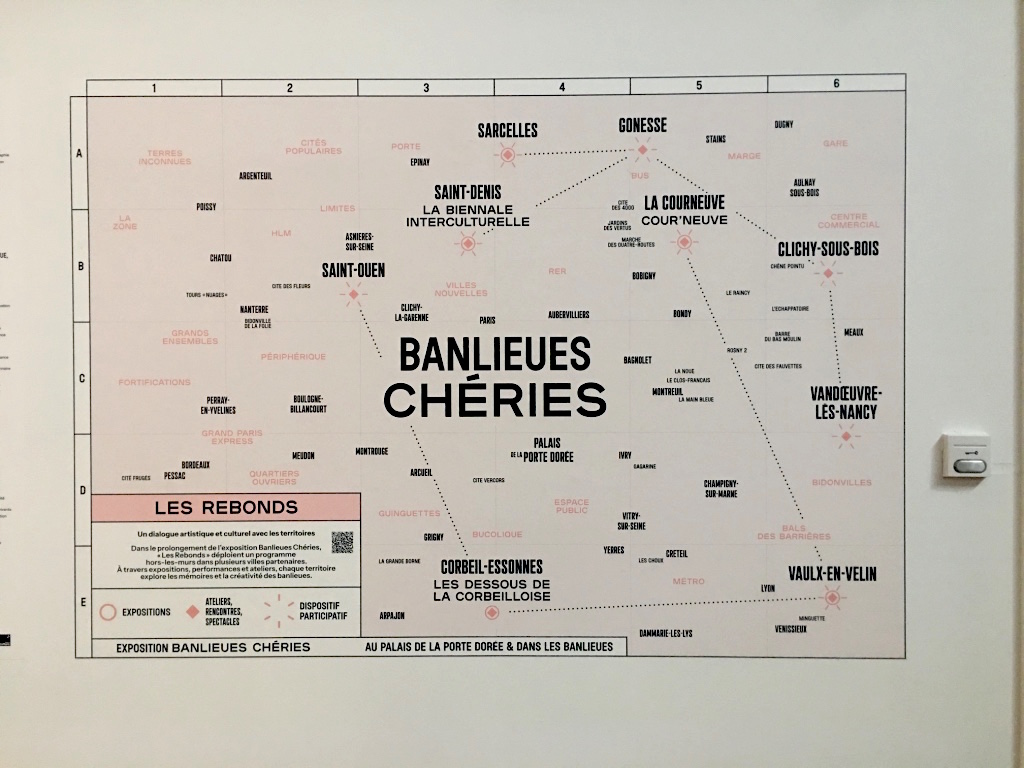 1 2 3 4 5 6
A
B
C
D
E
SARCELLES
GONESSE
STAINS
DUGNY
TERRES
INCONNUES
CITÉS
POPULAIRES
PORTE
EPINAY
MARGE
GARE
ARGENTEUIL
BUS
AULNAY
SOUS-BOIS
POISSY
LIMITES
SAINT-DENIS
LA BIENNALE
INTERCULTURELLE
CITE
DES 4000
LA COURNEUVE
COUR'NEUVE
LA
ZONE
HLM
ASNIERES-
SUR-SEINE
JARDINS
DES VERTUS
MARCHE
DES QUATRE-ROUTES
CENTRE
COMMERCIAL
CLICHY-SOUS-BOIS
CHÊNE POINTU
CHATOU
SAINT-OUEN
RER
BOBIGNY
TOURS «NUAGES»
CITE DES FLEURS
VILLES
NOUVELLES
LE RAINCY
NANTERRE
BIDONVILLE
DE LA FOLIE
CLICHY-
LA-GARENNE
PARIS
AUBERVILLIERS
BONDY
L'ECHAPPATOIRE
GRANDS
ENSEMBLES
BARRE
DU BAS MOULIN
MEAUX
PÉRIPHÉRIQUE
BANLIEUES
CHÉRIES
BAGNOLET
ROSNY 2
LA NOUE
LE CLOS-FRANÇAIS
CITE DES FAUVETTES
FORTIFICATIONS
MONTREUIL
LA MAIN BLEUE
VANDŒUVRE-
LÈS-NANCY
PERRAY-
EN-YVELINES
BOULOGNE-
BILLANCOURT
GRAND PARIS
EXPRESS
MEUDON
MONTROUGE
PALAIS
DE LA PORTE DORÉE
IVRY
GAGARINE
BORDEAUX
CITÉ FRUGES
PESSAC
QUARTIERS
OUVRIERS
ARCUEIL
CITE VERCORS
CHAMPIGNY-
SUR-MARNE
BIDONVILLES
GUINGUETTES
ESPACE
PUBLIC
VITRY-
SUR-SEINE
BALS
DES BARRIÈRES
GRIGNY
BUCOLIQUE
YERRES
CRETEIL
LES CHOUX
LA GRANDE BORNE
CORBEIL-ESSONNES
LES DESSOUS DE
LA CORBEILLOISE
METRO
VAULX-EN-VELIN
LYON
ARPAJON
MINGUETTE
DAMMARIE-LES-LYS
VENISSIEUX
LES REBONDS
Un dialogue artistique et culturel avec les territoires
Dans le prolongement de l'exposition Banlieues Chéries,
« Les Rebonds » déploient un programme
hors-les-murs dans plusieurs villes partenaires.
À travers expositions, performances et ateliers, chaque territoire
explore les mémoires et la créativité des banlieues.
EXPOSITIONS
ATELIERS,
RENCONTRES,
SPECTACLES
DISPOSITIF
PARTICIPATIF
EXPOSITION BANLIEUES CHÉRIES
AU PALAIS DE LA PORTE DORÉE & DANS LES BANLIEUES